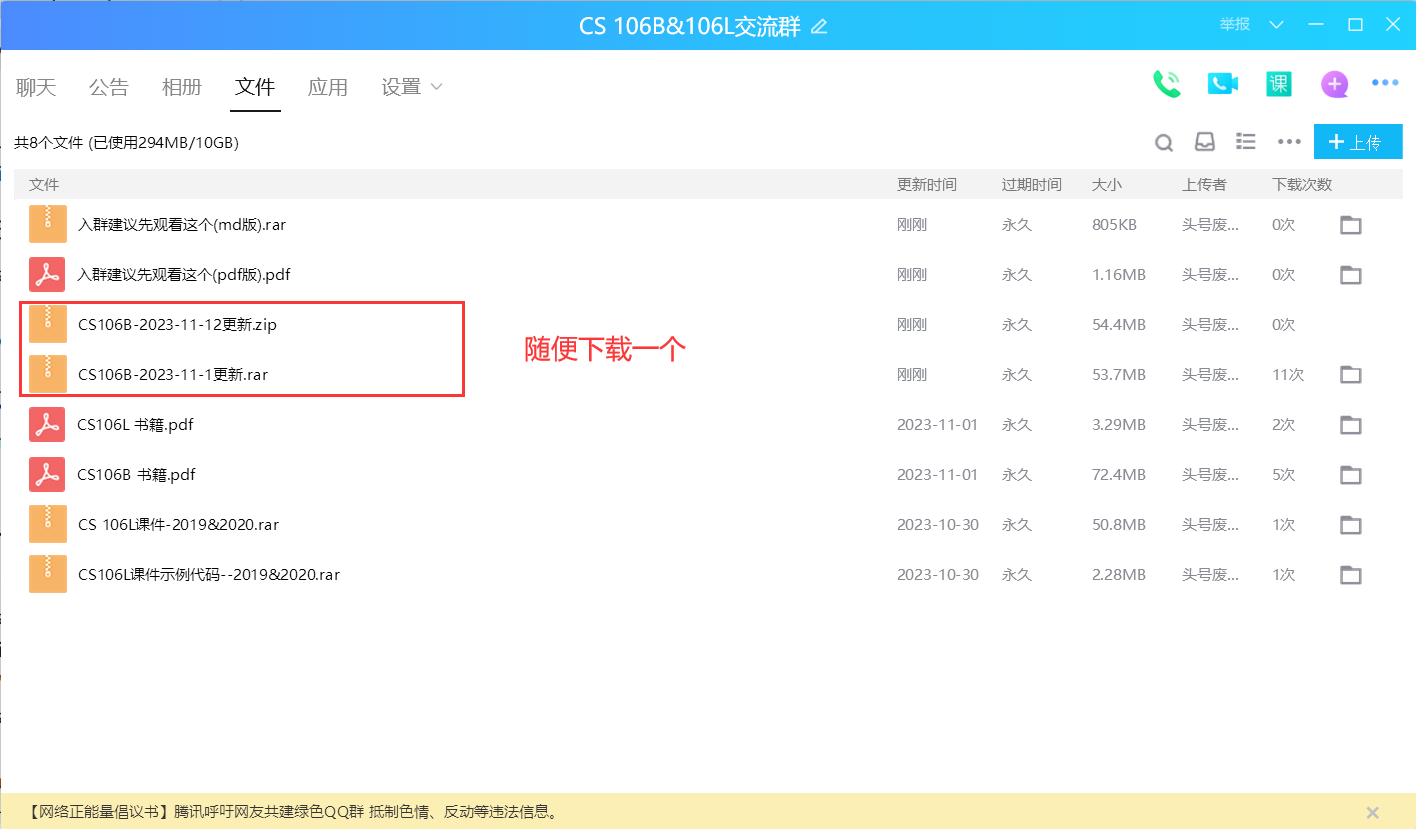 CS 106B&106L交流群
举报
聊天 公告 相册 文件 应用 设置
课
共8个文件 (已使用294MB/10GB)
上传
文件 更新时间 过期时间 大小 上传者 下载次数
入群建议先观看这个(md版).rar 刚刚 永久 805KB 头号废... 0次
入群建议先观看这个(pdf版).pdf 刚刚 永久 1.16MB 头号废... 0次
CS106B-2023-11-12更新.zip 刚刚 永久 54.4MB 头号废... 0次
随便下载一个
CS106B-2023-11-1更新.rar 刚刚 永久 53.7MB 头号废... 11次
CS106L 书籍.pdf 2023-11-01 永久 3.29MB 头号废... 2次
CS106B 书籍.pdf 2023-11-01 永久 72.4MB 头号废... 5次
CS 106L课件-2019&2020.rar 2023-10-30 永久 50.8MB 头号废... 1次
CS106L课件示例代码--2019&2020.rar 2023-10-30 永久 2.28MB 头号废... 1次
【网络正能量倡议书】腾讯呼吁网友共建绿色QQ群 抵制色情、反动等违法信息。